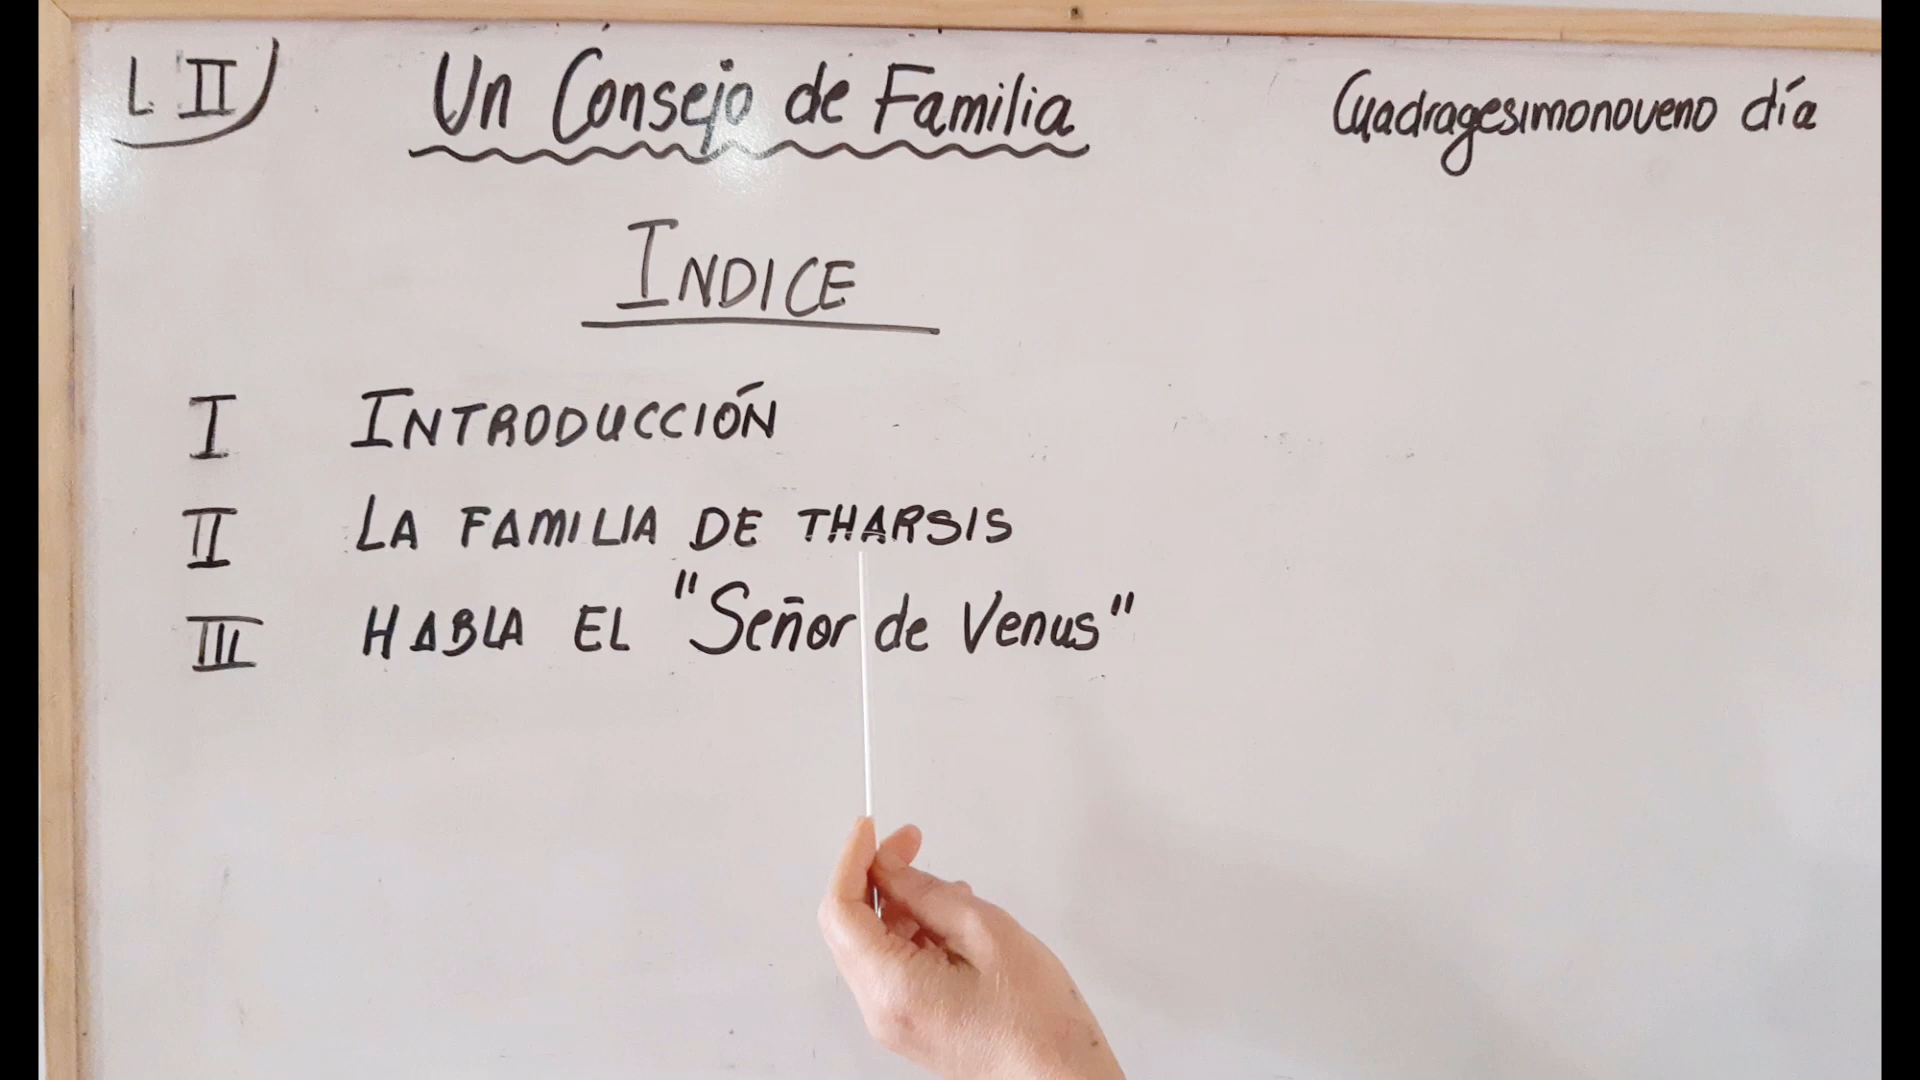 L II) Un Consejo de Familia Cuadragesimonoveno día
INDICE
I INTRODUCCIÓN
II LA FAMILIA DE THARSIS
III HABLA EL "Señor de Venus"